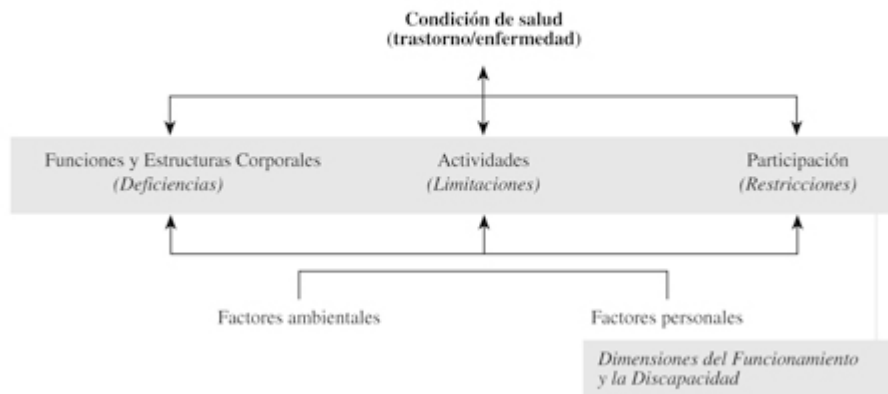 Condición de salud
(trastorno/enfermedad)
Funciones y Estructuras Corporales
(Deficiencias)
Actividades
(Limitaciones)
Participación
(Restricciones)
Factores ambientales
Factores personales
Dimensiones del Funcionamiento
y la Discapacidad